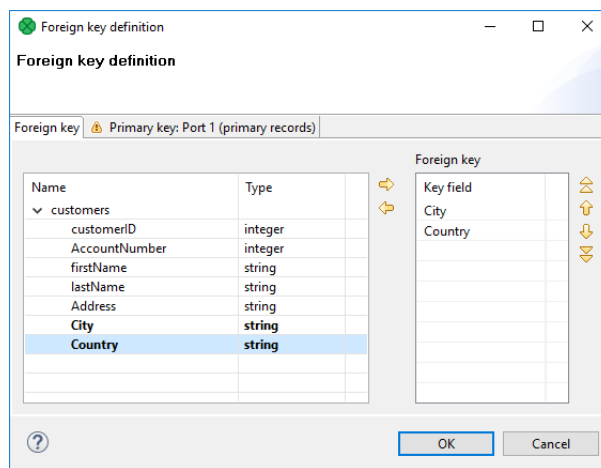 Foreign key definition
Foreign key definition
Foreign key Primary key: Port 1 (primary records)
Foreign key
Name Type
Key field
customers
City
customerID integer
Country
AccountNumber integer
firstName string
lastName string
Address string
City string
Country string
?
OK Cancel